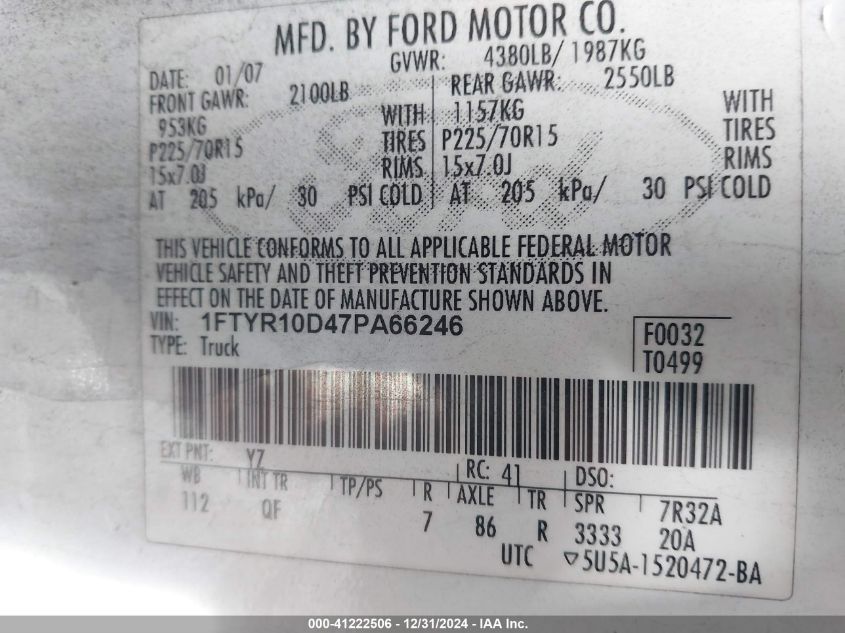 MFD. BY FORD MOTOR CO.
DATE: 01/07 GVWR: 4380LB/ 1987KG
FRONT GAWR: 2100LB REAR GAWR: 2550LB
953KG WITH 1157KG WITH
P225/70R15 TIRES P225/70R15 TIRES
15x7.0J RIMS 15x7.0J RIMS
AT 205 kPa/ 30 PSI COLD AT 205 kPa/ 30 PSI COLD
THIS VEHICLE CONFORMS TO ALL APPLICABLE FEDERAL MOTOR
VEHICLE SAFETY AND THEFT PREVENTION STANDARDS IN
EFFECT ON THE DATE OF MANUFACTURE SHOWN ABOVE.
VIN: 1FTYR10D47PA66246 F0032
TYPE: Truck T0499
EXT PNT: YZ RC: 41 DSO:
WB INT TR TP/PS R AXLE TR SPR 7R32A
112 QF 7 86 R 3333 20A
UTC ▽5U5A-1520472-BA
000-41222506 - 12/31/2024 - IAA Inc.